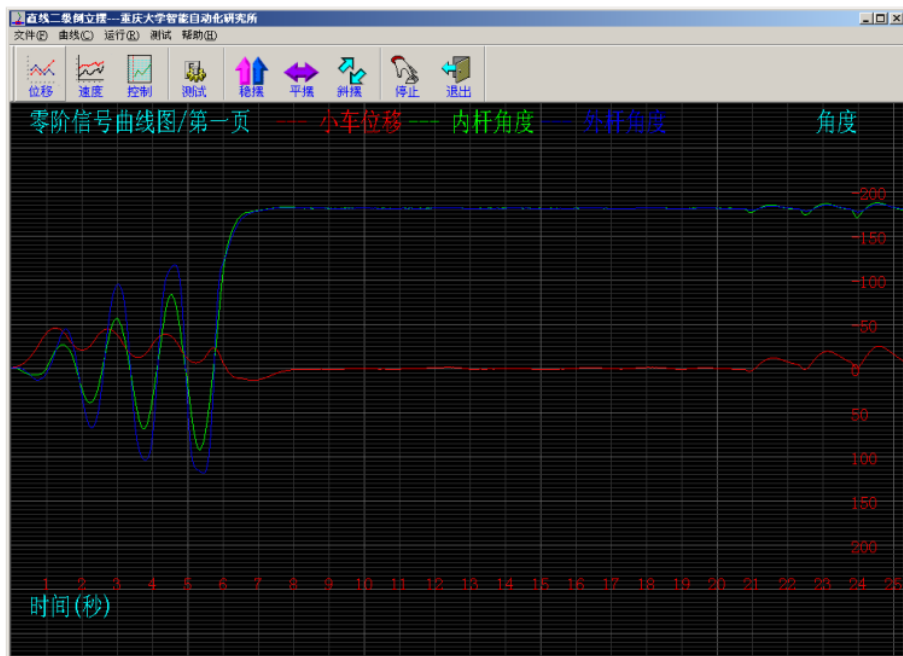 直线二级倒立摆---重庆大学智能自动化研究所
文件(F) 曲线(C) 运行(R) 测试 帮助(H)
位移 速度 控制 测试 稳摆 平摆 斜摆 停止 退出
零阶信号曲线图/第一页 --- 小车位移 --- 内杆角度 --- 外杆角度 角度
-200
-150
-100
-50
0
50
100
150
200
1 2 3 4 5 6 7 8 9 10 11 12 13 14 15 16 17 18 19 20 21 22 23 24 25
时间(秒)